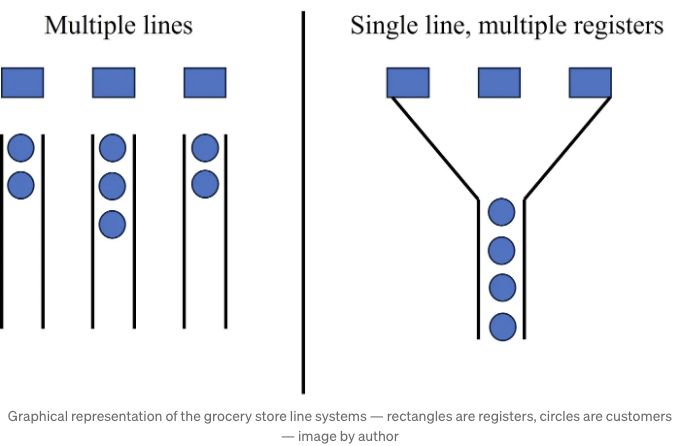 Multiple lines
Single line, multiple registers
Graphical representation of the grocery store line systems — rectangles are registers, circles are customers
— image by author